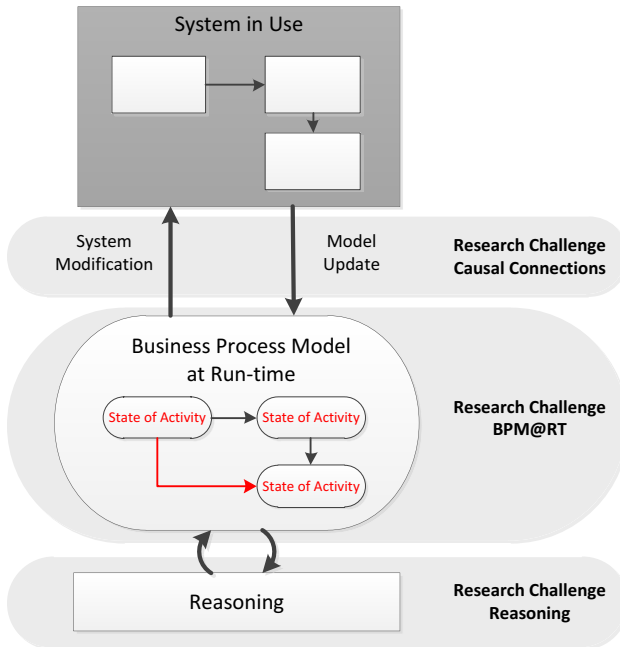 System in Use
System
Modification
Model
Update
Research Challenge
Causal Connections
Business Process Model
at Run-time
State of Activity
State of Activity
State of Activity
Research Challenge
BPM@RT
Reasoning
Research Challenge
Reasoning